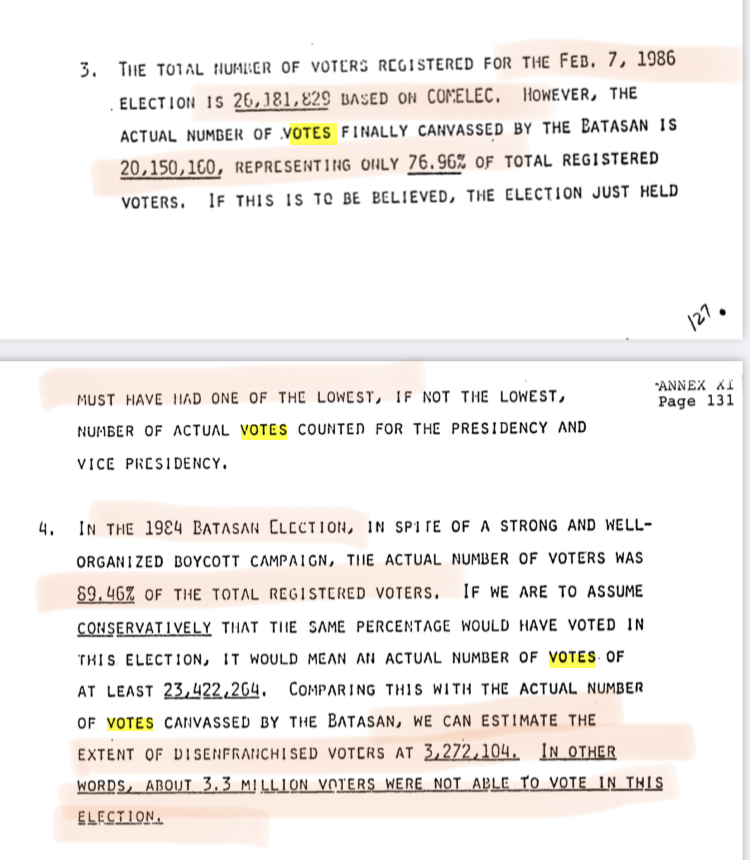 3. THE TOTAL NUMBER OF VOTERS REGISTERED FOR THE FEB. 7, 1986
ELECTION IS 26,181,829 BASED ON COMELEC. HOWEVER, THE
ACTUAL NUMBER OF VOTES FINALLY CANVASSED BY THE BATASAN IS
20,150,160, REPRESENTING ONLY 76.96% OF TOTAL REGISTERED
VOTERS. IF THIS IS TO BE BELIEVED, THE ELECTION JUST HELD
127.
ANNEX XI
Page 131
MUST HAVE HAD ONE OF THE LOWEST, IF NOT THE LOWEST,
NUMBER OF ACTUAL VOTES COUNTED FOR THE PRESIDENCY AND
VICE PRESIDENCY.
4. IN THE 1984 BATASAN ELECTION, IN SPITE OF A STRONG AND WELL-
ORGANIZED BOYCOTT CAMPAIGN, THE ACTUAL NUMBER OF VOTERS WAS
89.46% OF THE TOTAL REGISTERED VOTERS. IF WE ARE TO ASSUME
CONSERVATIVELY THAT THE SAME PERCENTAGE WOULD HAVE VOTED IN
THIS ELECTION, IT WOULD MEAN AN ACTUAL NUMBER OF VOTES OF
AT LEAST 23,422,264. COMPARING THIS WITH THE ACTUAL NUMBER
OF VOTES CANVASSED BY THE BATASAN, WE CAN ESTIMATE THE
EXTENT OF DISENFRANCHISED VOTERS AT 3,272,104. IN OTHER
WORDS, ABOUT 3.3 MILLION VOTERS WERE NOT ABLE TO VOTE IN THIS
ELECTION.